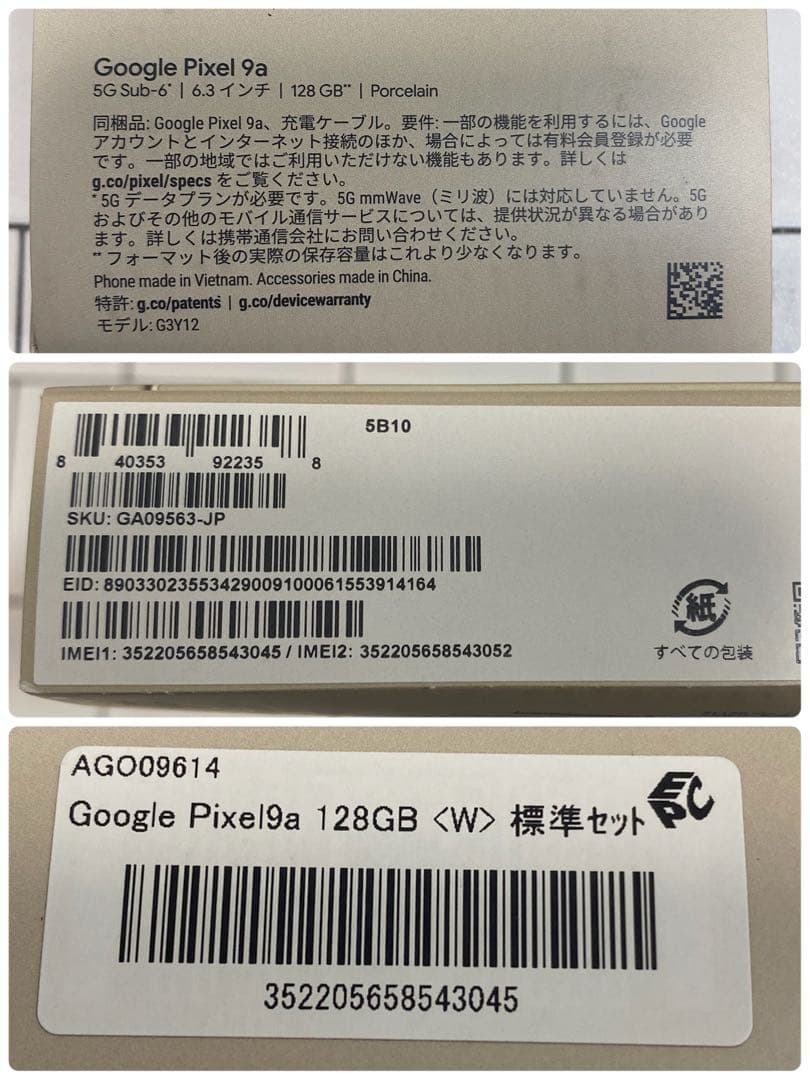 Google Pixel 9a
5G Sub-6* | 6.3 インチ | 128 GB** | Porcelain
同梱品: Google Pixel 9a、充電ケーブル。要件: 一部の機能を利用するには、Google
アカウントとインターネット接続のほか、場合によっては有料会員登録が必要
です。一部の地域ではご利用いただけない機能もあります。詳しくは
g.co/pixel/specs をご覧ください。
* 5G データプランが必要です。5G mmWave（ミリ波）には対応していません。5G
およびその他のモバイル通信サービスについては、提供状況が異なる場合があり
ます。詳しくは携帯通信会社にお問い合わせください。
** フォーマット後の実際の保存容量はこれより少なくなります。
Phone made in Vietnam. Accessories made in China.
特許: g.co/patents | g.co/devicewarranty
モデル: G3Y12
5B10
8 40353 92235 8
SKU: GA09563-JP
EID: 89033023553429009100061553914164
IMEI1: 352205658543045 / IMEI2: 352205658543052
紙
すべての包装
AGO09614
Google Pixel9a 128GB <W> 標準セット
EPC
352205658543045